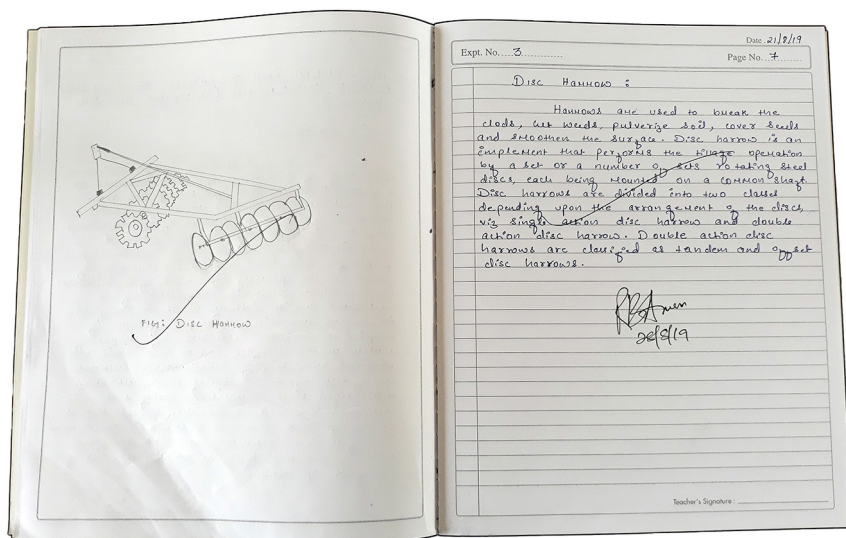 FIG: DISC HARROW
Date 21/8/19
Expt. No. 3
Page No. 7
DISC HARROW :
Harrows are used to break the
clods, cut weeds, pulverize soil, cover seeds
and smoothen the surface. Disc harrow is an
implement that performs the tillage operation
by a set or a number of sets rotating steel
discs, each being mounted on a common shaft
Disc harrows are divided into two classes
depending upon the arrangement of the discs,
viz single action disc harrow and double
action disc harrow. Double action disc
harrows are classified as tandem and offset
disc harrows.
28/8/19
Teacher's Signature :